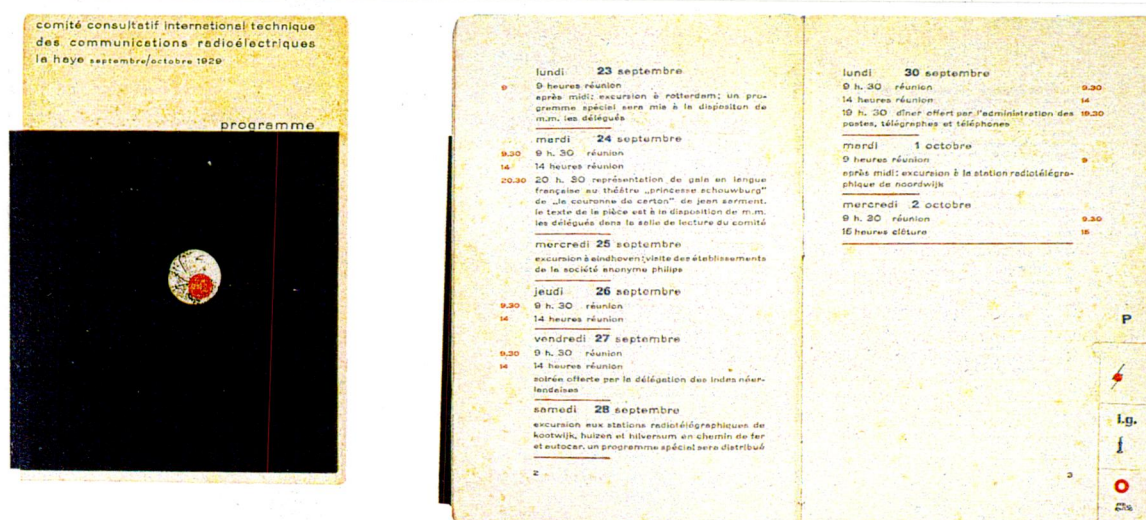 comité consultatif international technique
des communications radioélectriques
la haye septembre/octobre 1929
programme
lundi 23 septembre
9 9 heures réunion
après midi: excursion à rotterdam; un pro-
gramme spécial sera mis à la dispositon de
m.m. les délégués
mardi 24 septembre
9.30 9 h. 30 réunion
14 14 heures réunion
20.30 20 h. 30 représentation de gala en langue
française au théâtre „princesse schouwburg”
de „la couronne de carton” de jean sarment.
le texte de la pièce est à la disposition de m.m.
les délégués dans la salle de lecture du comité
mercredi 25 septembre
excursion à eindhoven; visite des établissements
de la société anonyme philips
jeudi 26 septembre
9.30 9 h. 30 réunion
14 14 heures réunion
vendredi 27 septembre
9.30 9 h. 30 réunion
14 14 heures réunion
soirée offerte par la délégation des indes néer-
landaises
samedi 28 septembre
excursion aux stations radiotélégraphiques de
kootwijk, huizen et hilversum en chemin de fer
et autocar. un programme spécial sera distribué
2
lundi 30 septembre
9 h. 30 réunion 9.30
14 heures réunion 14
19 h. 30 dîner offert par l'administration des 19.30
postes, télégraphes et téléphones
mardi 1 octobre
9 heures réunion 9
après midi: excursion à la station radiotélégra-
phique de noordwijk
mercredi 2 octobre
9 h. 30 réunion 9.30
15 heures clôture 15
3
P
i.g.